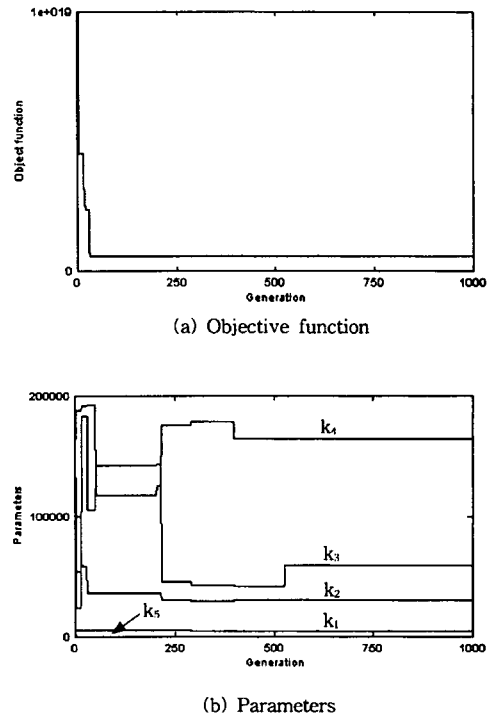 1e+019
Object function
0
0
250
500
750
1000
Generation
(a) Objective function
200000
k₄
Parameters
100000
k₃
k₂
k₅
k₁
0
0
250
500
750
1000
Generation
(b) Parameters